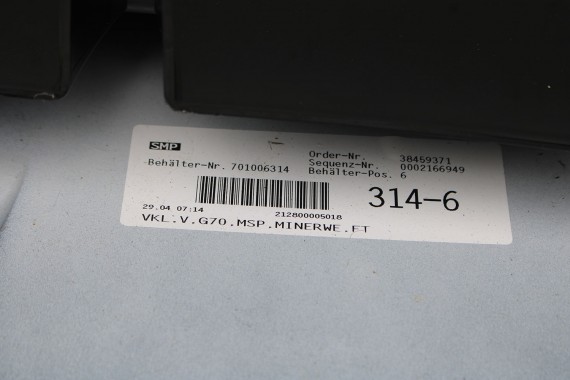 SMP
Order-Nr. 38459371
Sequenz-Nr. 0002166949
Behälter-Nr. 701006314 Behälter-Pos. 6
314-6
29.04 07:14 212800005018
VKL.V.G70.MSP.MINERWE.FT